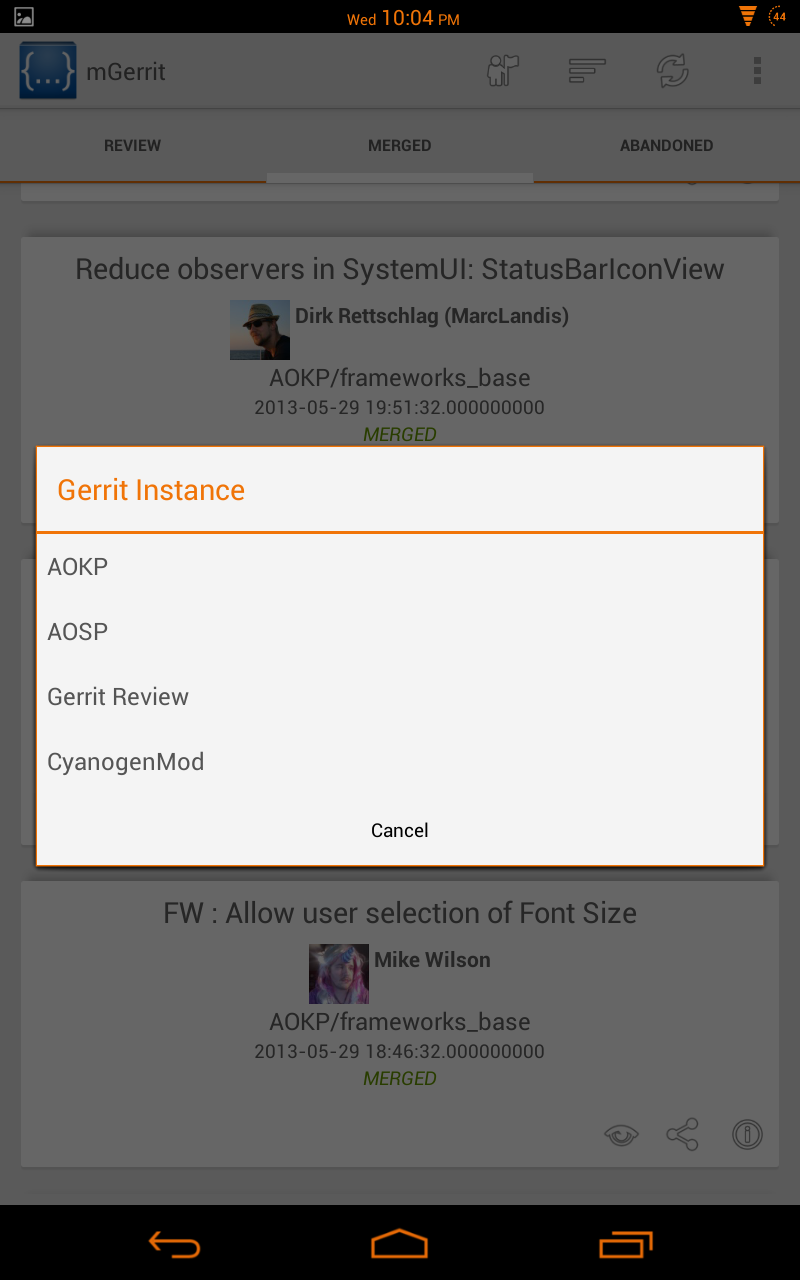 Wed 10:04 PM
44
{...} mGerrit
REVIEW
MERGED
ABANDONED
Reduce observers in SystemUI: StatusBarIconView
Dirk Rettschlag (MarcLandis)
AOKP/frameworks_base
2013-05-29 19:51:32.000000000
MERGED
Gerrit Instance
AOKP
AOSP
Gerrit Review
CyanogenMod
Cancel
FW : Allow user selection of Font Size
Mike Wilson
AOKP/frameworks_base
2013-05-29 18:46:32.000000000
MERGED